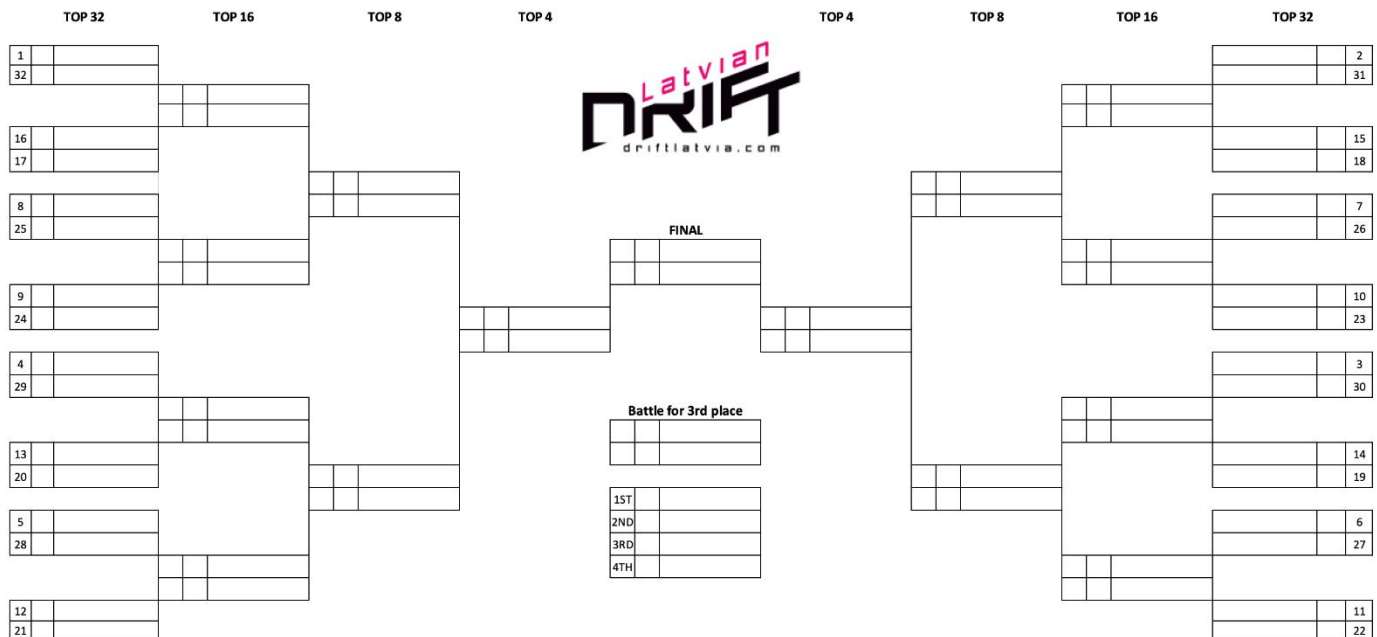 TOP 32 TOP 16 TOP 8 TOP 4 TOP 4 TOP 8 TOP 16 TOP 32
Latvian
DRIFT
driftlatvia.com
1 2
32 31
16 15
17 18
8 7
25 26
FINAL
9 10
24 23
4 3
29 30
Battle for 3rd place
13 14
20 19
1ST
5 2ND 6
28 3RD 27
4TH
12 11
21 22